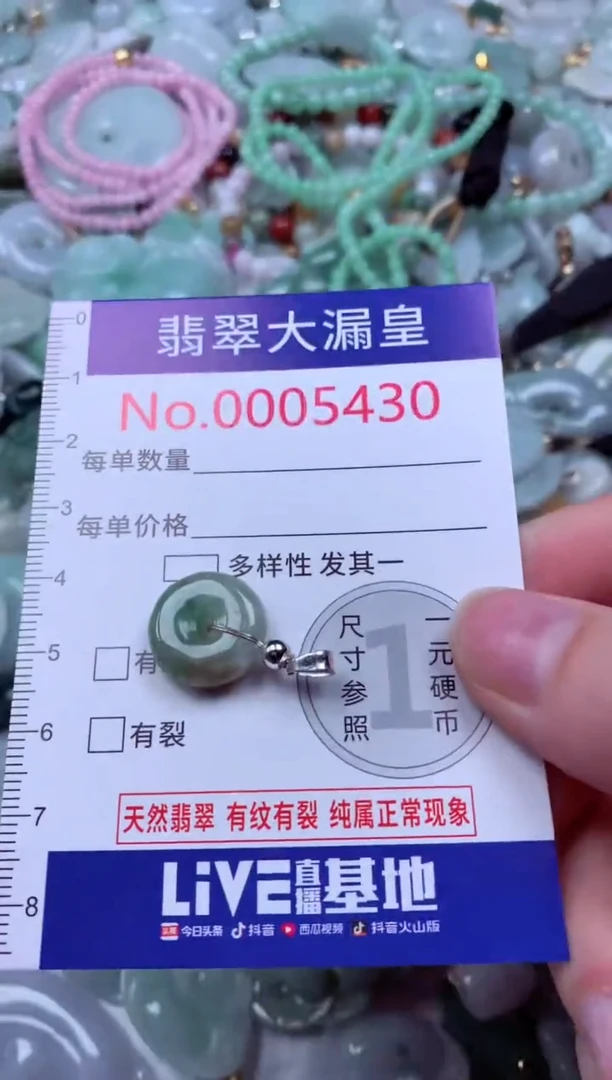 0
翡翠大漏皇
1
No.0005430
2
每单数量
3
每单价格
多样性 发其一
4
尺寸参照
1
一元硬币
5
有
6
有裂
7
天然翡翠 有纹有裂 纯属正常现象
8
LiVE直播基地
头条 今日头条 抖音 西瓜视频 抖音火山版